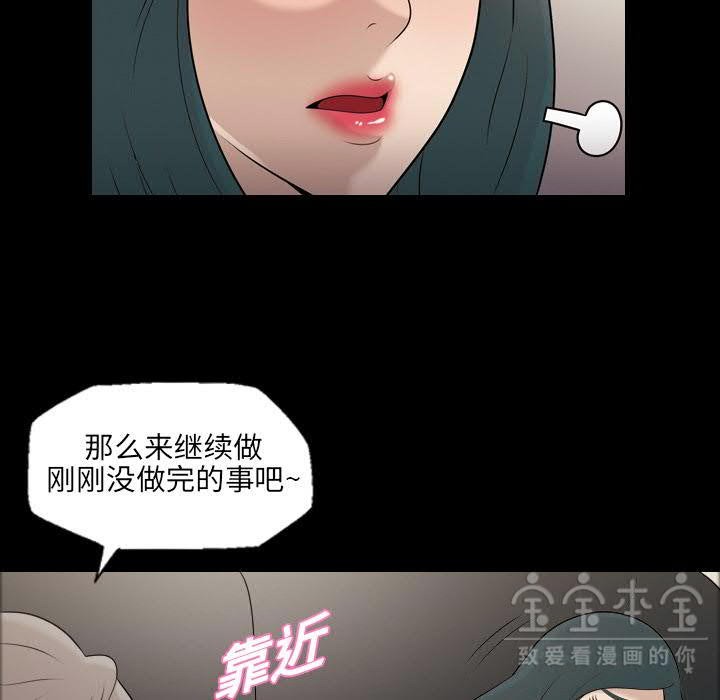 那么来继续做
刚刚没做完的事吧~
靠近
宝宝本宝
致爱看漫画的你